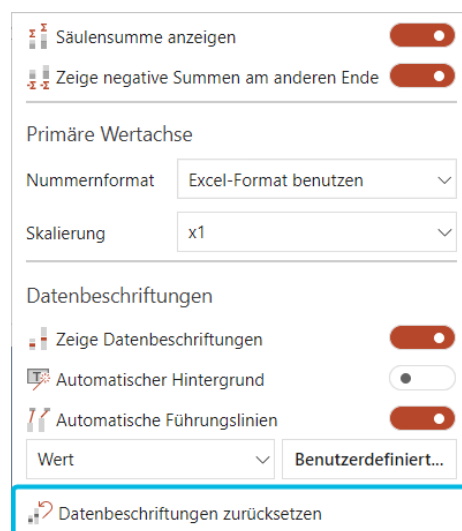 Säulensumme anzeigen
Zeige negative Summen am anderen Ende
Primäre Wertachse
Nummernformat Excel-Format benutzen
Skalierung x1
Datenbeschriftungen
Zeige Datenbeschriftungen
Automatischer Hintergrund
Automatische Führungslinien
Wert Benutzerdefiniert...
Datenbeschriftungen zurücksetzen